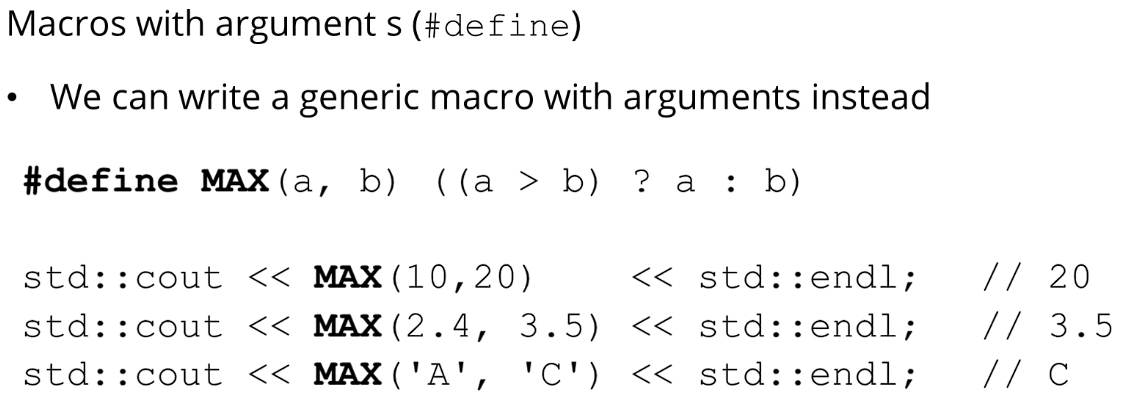 Macros with argument s (#define)
• We can write a generic macro with arguments instead
#define MAX(a, b) ((a > b) ? a : b)
std::cout << MAX(10,20) << std::endl; // 20
std::cout << MAX(2.4, 3.5) << std::endl; // 3.5
std::cout << MAX('A', 'C') << std::endl; // C